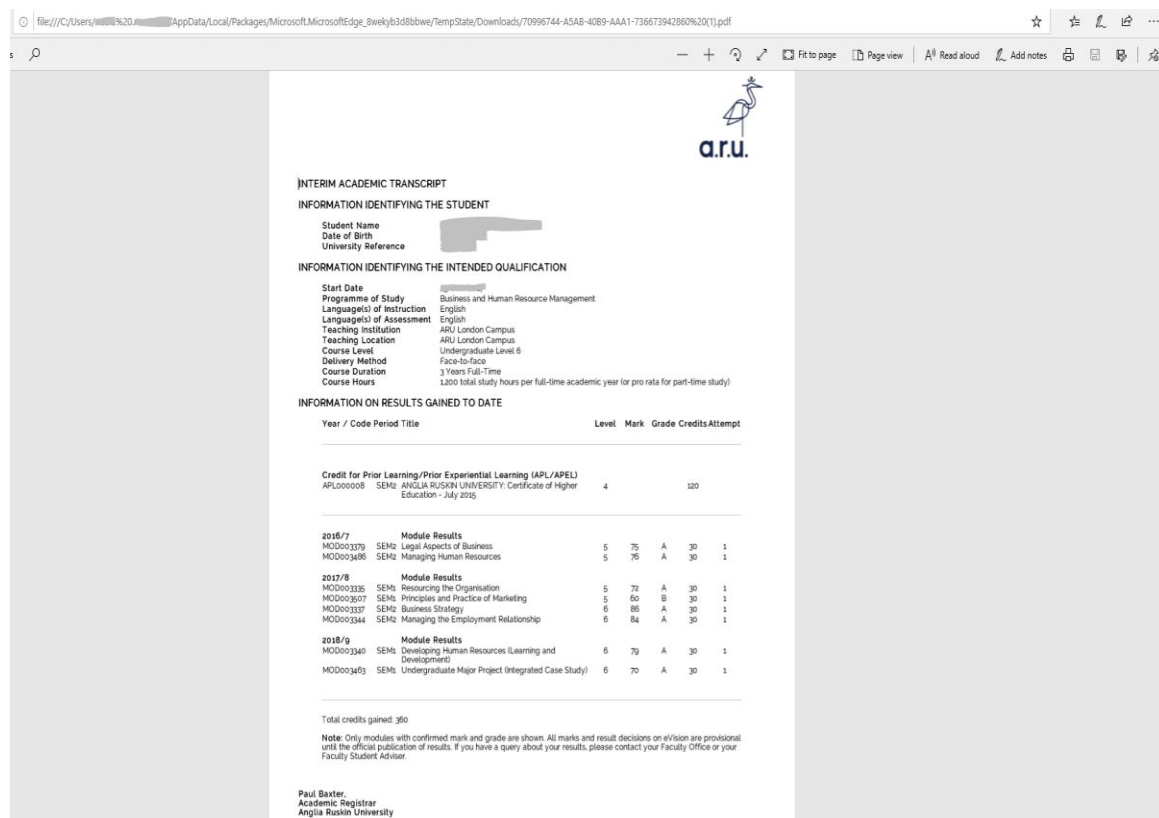 file:///C:/Users/ %20. /AppData/Local/Packages/Microsoft.MicrosoftEdge_8wekyb3d8bbwe/TempState/Downloads/70996744-A5AB-40B9-AAA1-736673942860%20(1).pdf
s Fit to page Page view Read aloud Add notes
a.r.u.
INTERIM ACADEMIC TRANSCRIPT
INFORMATION IDENTIFYING THE STUDENT
Student Name
Date of Birth
University Reference
INFORMATION IDENTIFYING THE INTENDED QUALIFICATION
Start Date
Programme of Study Business and Human Resource Management
Language(s) of Instruction English
Language(s) of Assessment English
Teaching Institution ARU London Campus
Teaching Location ARU London Campus
Course Level Undergraduate Level 6
Delivery Method Face-to-face
Course Duration 3 Years Full-Time
Course Hours 1,200 total study hours per full-time academic year (or pro rata for part-time study)
INFORMATION ON RESULTS GAINED TO DATE
Year / Code Period Title Level Mark Grade Credits Attempt
Credit for Prior Learning/Prior Experiential Learning (APL/APEL)
APL000008 SEM2 ANGLIA RUSKIN UNIVERSITY: Certificate of Higher 4 120
Education - July 2015
2016/7 Module Results
MOD003379 SEM2 Legal Aspects of Business 5 75 A 30 1
MOD003486 SEM2 Managing Human Resources 5 76 A 30 1
2017/8 Module Results
MOD003335 SEM1 Resourcing the Organisation 5 72 A 30 1
MOD003507 SEM1 Principles and Practice of Marketing 5 60 B 30 1
MOD003337 SEM2 Business Strategy 6 86 A 30 1
MOD003344 SEM2 Managing the Employment Relationship 6 84 A 30 1
2018/9 Module Results
MOD003340 SEM1 Developing Human Resources (Learning and 6 79 A 30 1
Development)
MOD003463 SEM1 Undergraduate Major Project (Integrated Case Study) 6 70 A 30 1
Total credits gained: 360
Note: Only modules with confirmed mark and grade are shown. All marks and result decisions on eVision are provisional
until the official publication of results. If you have a query about your results, please contact your Faculty Office or your
Faculty Student Adviser.
Paul Baxter,
Academic Registrar
Anglia Ruskin University